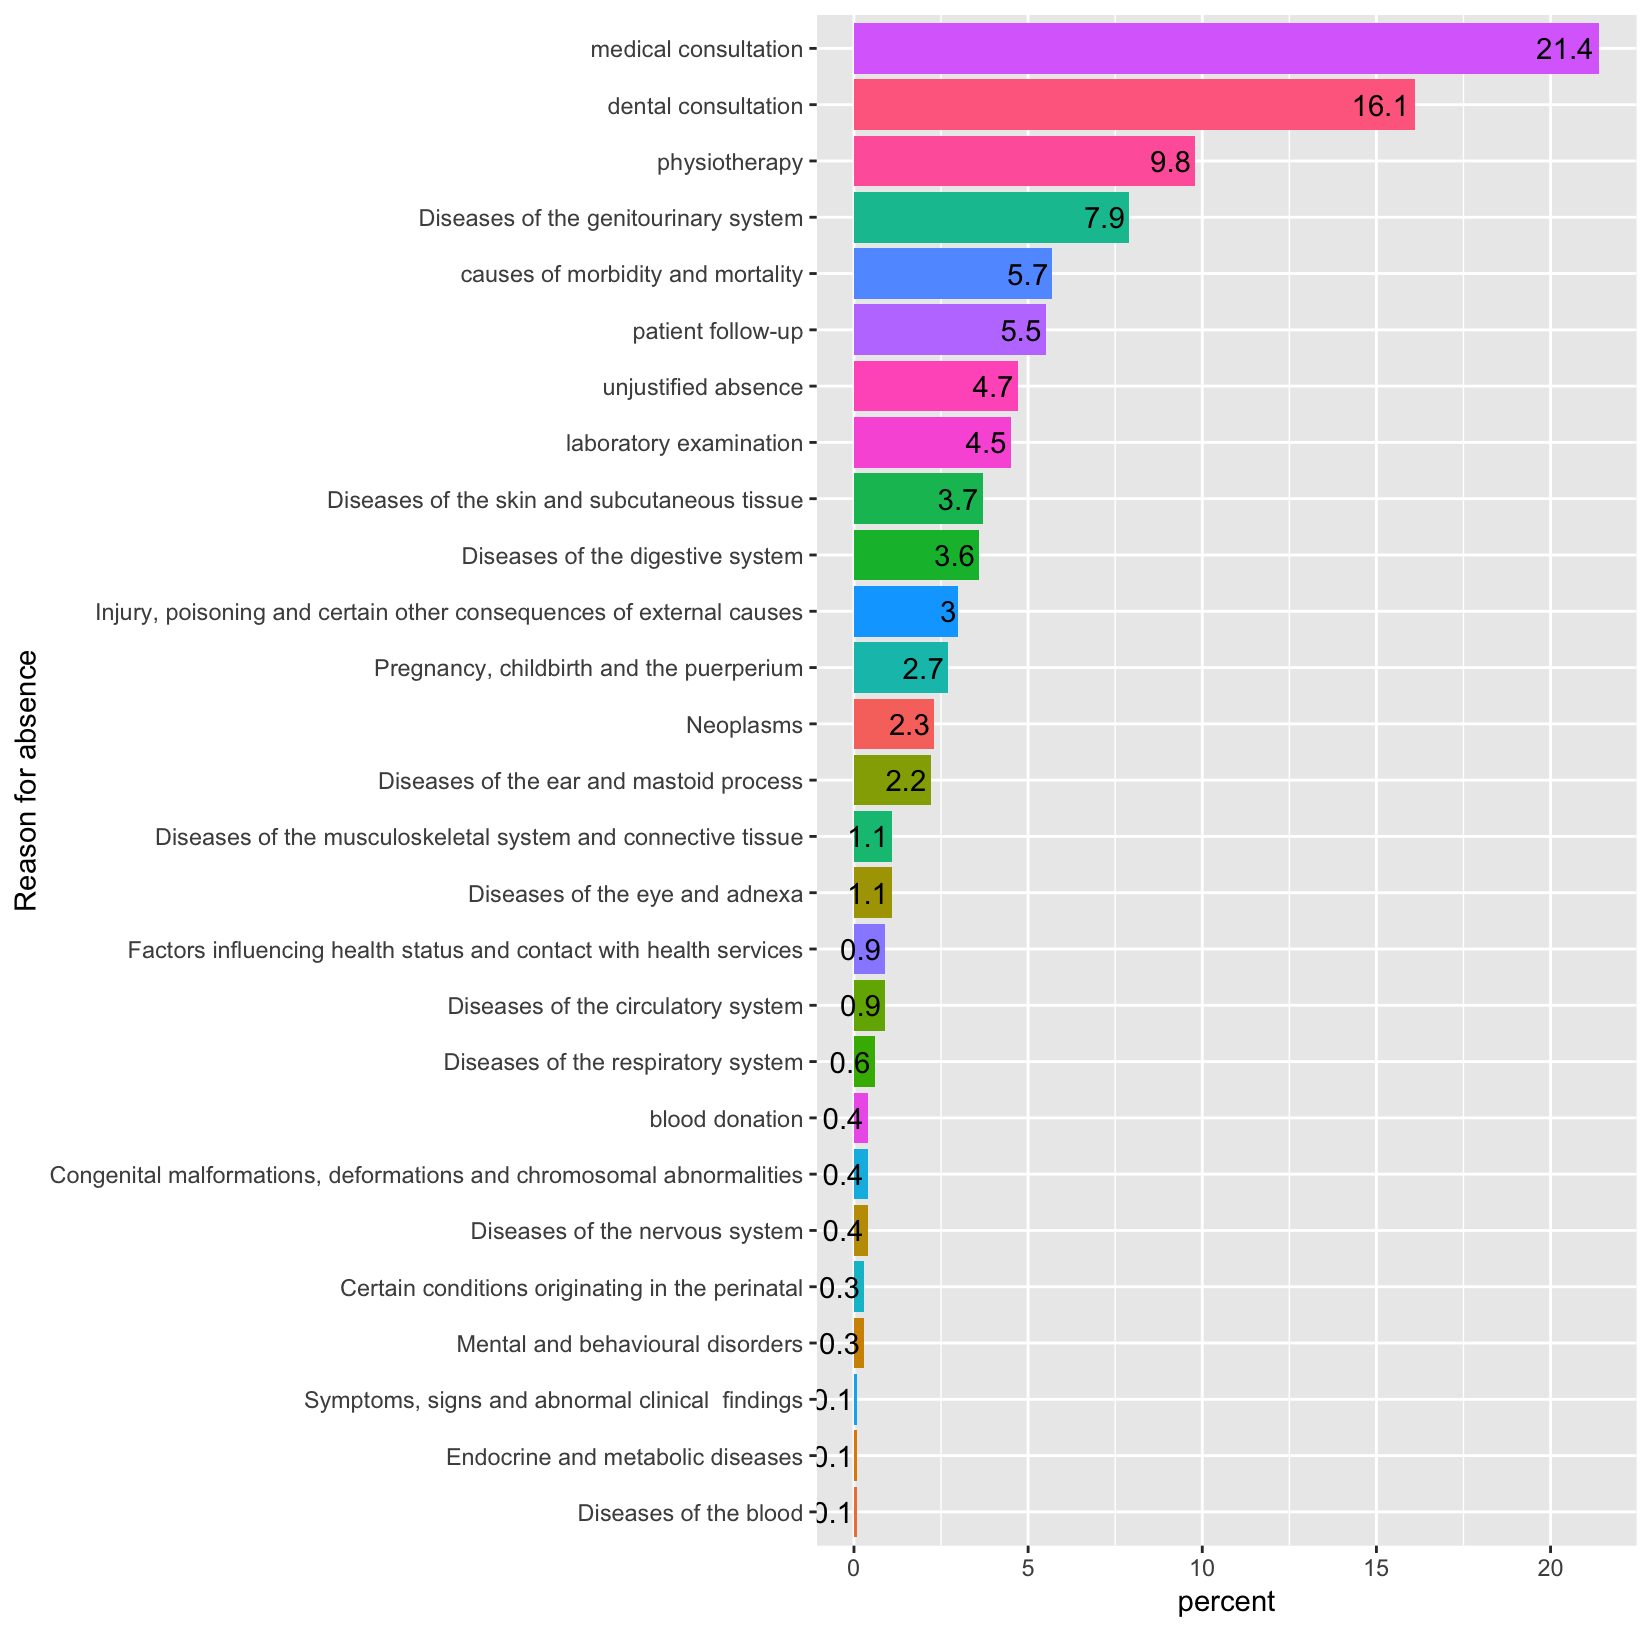 medical consultation 21.4
dental consultation 16.1
physiotherapy 9.8
Diseases of the genitourinary system 7.9
causes of morbidity and mortality 5.7
patient follow-up 5.5
unjustified absence 4.7
laboratory examination 4.5
Diseases of the skin and subcutaneous tissue 3.7
Diseases of the digestive system 3.6
Injury, poisoning and certain other consequences of external causes 3
Pregnancy, childbirth and the puerperium 2.7
Neoplasms 2.3
Diseases of the ear and mastoid process 2.2
Diseases of the musculoskeletal system and connective tissue 1.1
Diseases of the eye and adnexa 1.1
Factors influencing health status and contact with health services 0.9
Diseases of the circulatory system 0.9
Diseases of the respiratory system 0.6
blood donation 0.4
Congenital malformations, deformations and chromosomal abnormalities 0.4
Diseases of the nervous system 0.4
Certain conditions originating in the perinatal 0.3
Mental and behavioural disorders 0.3
Symptoms, signs and abnormal clinical  findings 0.1
Endocrine and metabolic diseases 0.1
Diseases of the blood 0.1
Reason for absence
0 5 10 15 20
percent